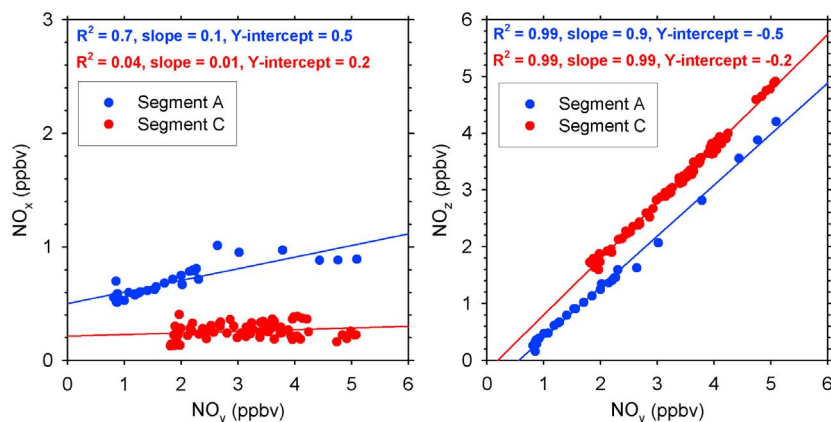 R² = 0.7, slope = 0.1, Y-intercept = 0.5
R² = 0.04, slope = 0.01, Y-intercept = 0.2
Segment A
Segment C
3
2
1
0
NOₓ (ppbv)
0 1 2 3 4 5 6
NOᵧ (ppbv)
R² = 0.99, slope = 0.9, Y-intercept = -0.5
R² = 0.99, slope = 0.99, Y-intercept = -0.2
Segment A
Segment C
6
5
4
3
2
1
0
NO_z (ppbv)
0 1 2 3 4 5 6
NOᵧ (ppbv)